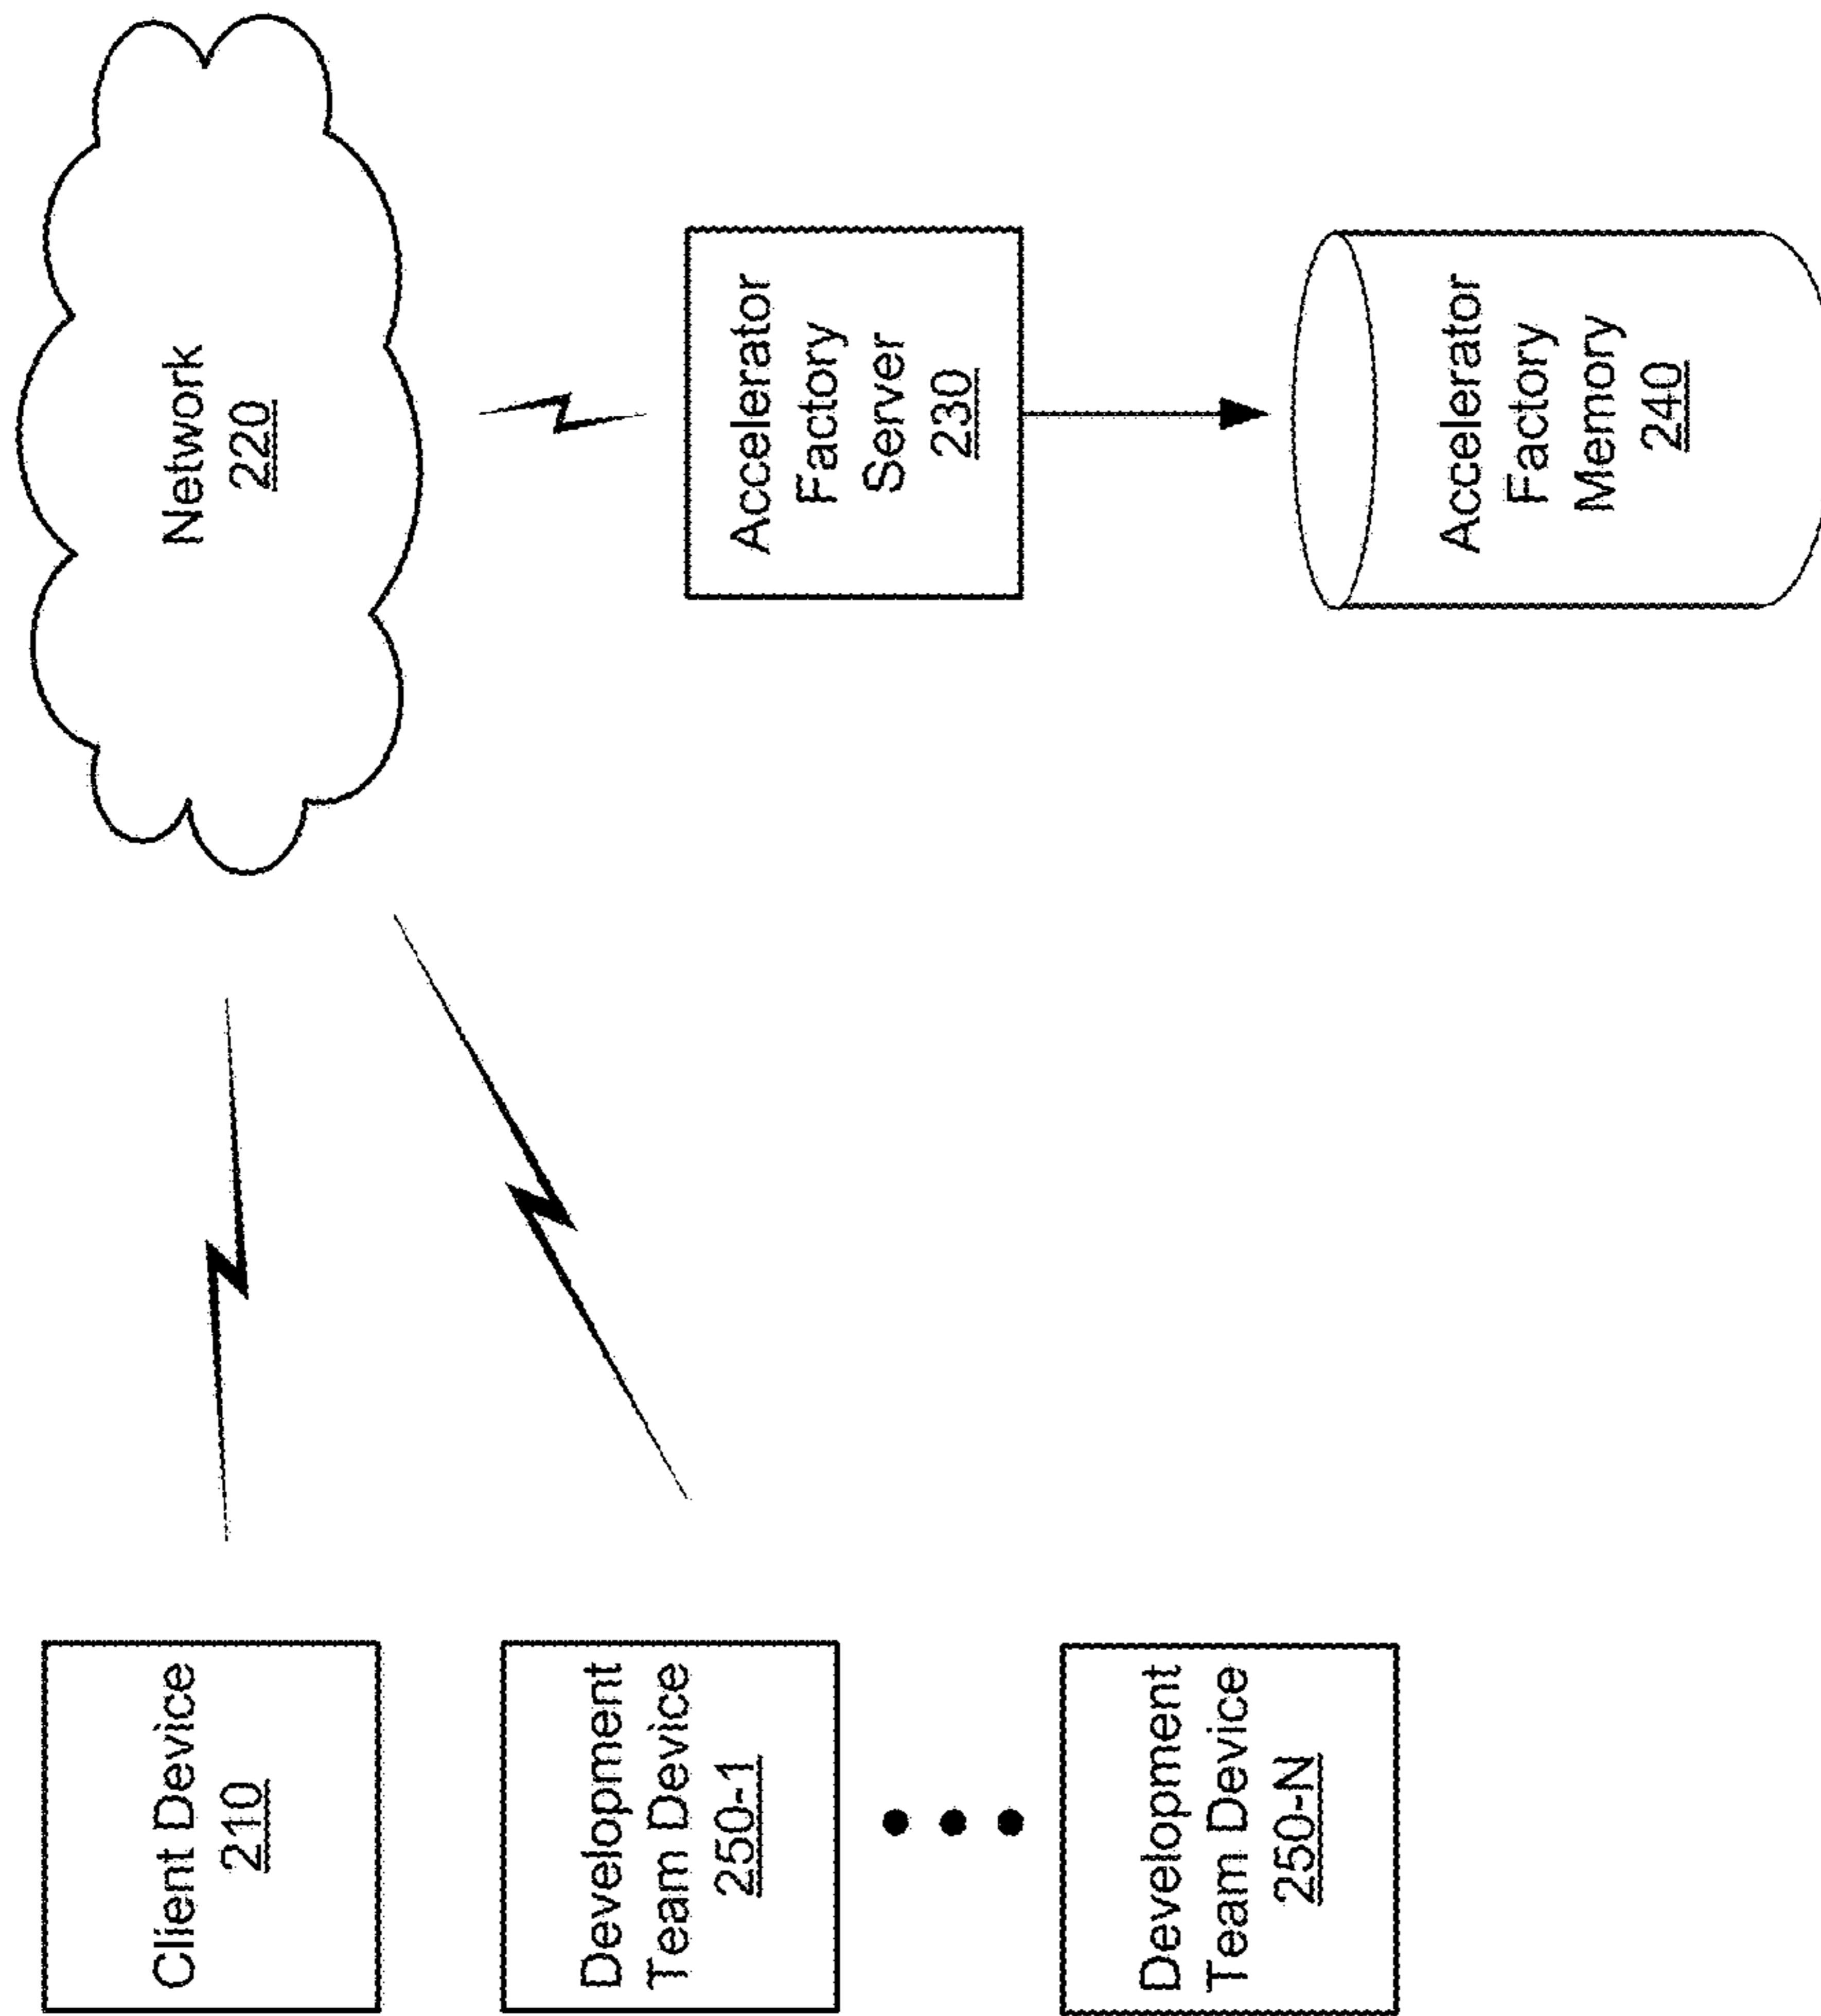 Client Device
210
Network
220
Development
Team Device
250-1
Accelerator
Factory
Server
230
Development
Team Device
250-N
Accelerator
Factory
Memory
240